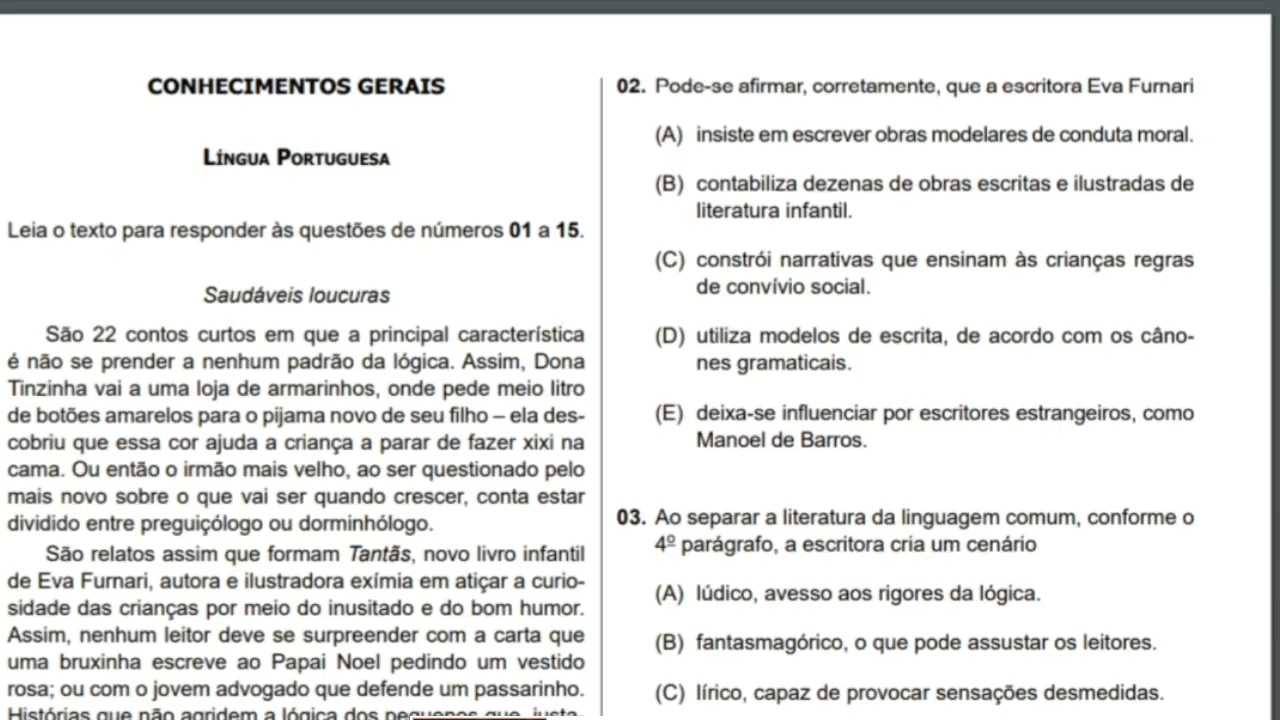 CONHECIMENTOS GERAIS
LÍNGUA PORTUGUESA
Leia o texto para responder às questões de números 01 a 15.
Saudáveis loucuras
São 22 contos curtos em que a principal característica
é não se prender a nenhum padrão da lógica. Assim, Dona
Tinzinha vai a uma loja de armarinhos, onde pede meio litro
de botões amarelos para o pijama novo de seu filho – ela des-
cobriu que essa cor ajuda a criança a parar de fazer xixi na
cama. Ou então o irmão mais velho, ao ser questionado pelo
mais novo sobre o que vai ser quando crescer, conta estar
dividido entre preguiçólogo ou dorminhólogo.
São relatos assim que formam Tantãs, novo livro infantil
de Eva Furnari, autora e ilustradora exímia em atiçar a curio-
sidade das crianças por meio do inusitado e do bom humor.
Assim, nenhum leitor deve se surpreender com a carta que
uma bruxinha escreve ao Papai Noel pedindo um vestido
rosa; ou com o jovem advogado que defende um passarinho.
Histórias que não agridem a lógica dos pequenos que, justa-
02. Pode-se afirmar, corretamente, que a escritora Eva Furnari
(A) insiste em escrever obras modelares de conduta moral.
(B) contabiliza dezenas de obras escritas e ilustradas de
literatura infantil.
(C) constrói narrativas que ensinam às crianças regras
de convívio social.
(D) utiliza modelos de escrita, de acordo com os câno-
nes gramaticais.
(E) deixa-se influenciar por escritores estrangeiros, como
Manoel de Barros.
03. Ao separar a literatura da linguagem comum, conforme o
4º parágrafo, a escritora cria um cenário
(A) lúdico, avesso aos rigores da lógica.
(B) fantasmagórico, o que pode assustar os leitores.
(C) lírico, capaz de provocar sensações desmedidas.